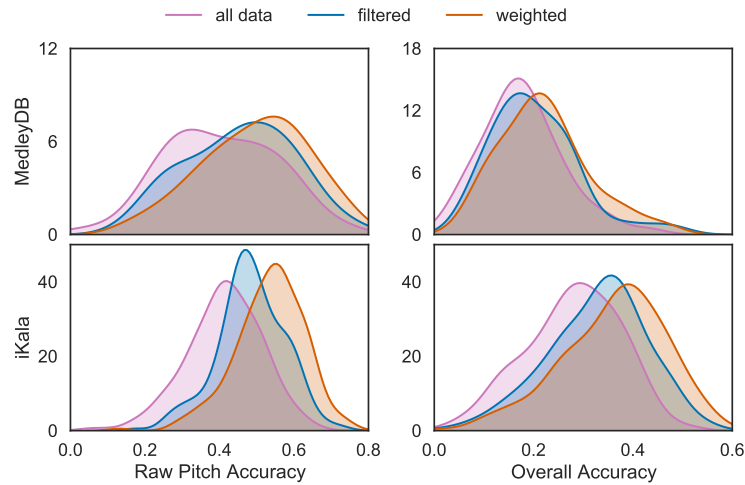 all data filtered weighted
12
6
0
MedleyDB
18
12
6
0
40
20
0
iKala
0.0 0.2 0.4 0.6 0.8
Raw Pitch Accuracy
40
20
0
0.0 0.2 0.4 0.6
Overall Accuracy